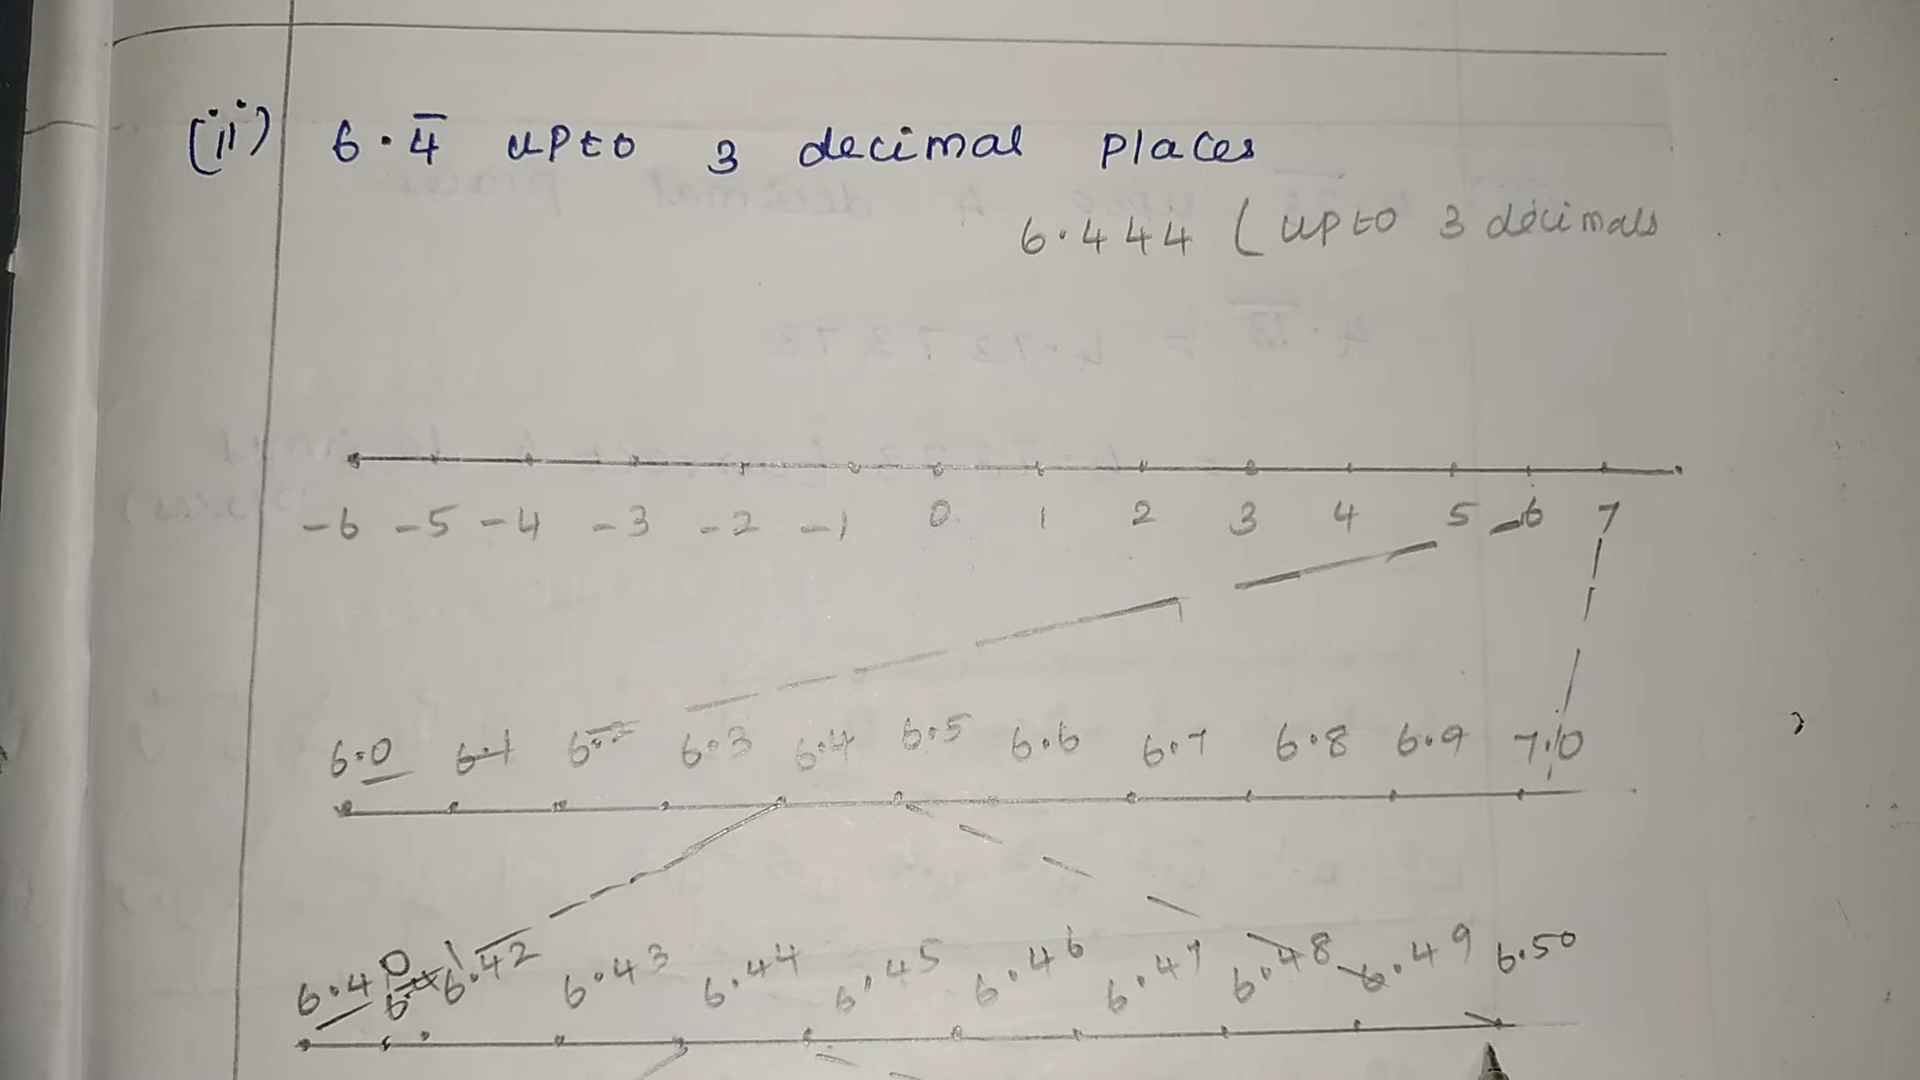 (ii) 6.4̅ upto 3 decimal places
6.444 (upto 3 decimals
-6 -5 -4 -3 -2 -1 0 1 2 3 4 5 6 7
6.0 6.1 6.2 6.3 6.4 6.5 6.6 6.7 6.8 6.9 7.0
6.40 6.41 6.42 6.43 6.44 6.45 6.46 6.47 6.48 6.49 6.50